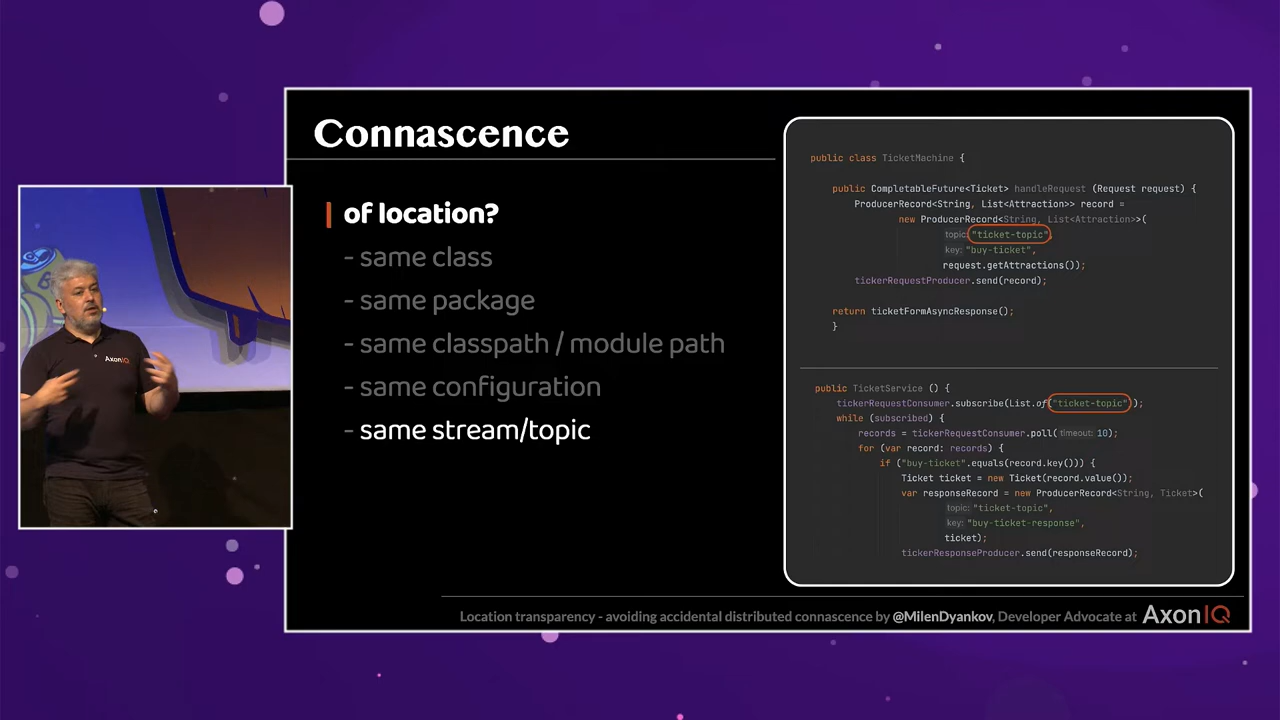 Connascence
of location?
- same class
- same package
- same classpath / module path
- same configuration
- same stream/topic
public class TicketMachine {
public CompletableFuture<Ticket> handleRequest (Request request) {
ProducerRecord<String, List<Attraction>> record =
new ProducerRecord<String, List<Attraction>(
topic: "ticket-topic",
key: "buy-ticket",
request.getAttractions());
tickerRequestProducer.send(record);
return ticketFormAsyncResponse();
}
public TicketService () {
tickerRequestConsumer.subscribe(List.of("ticket-topic"));
while (subscribed) {
records = tickerRequestConsumer.poll( timeout: 10);
for (var record: records) {
if ("buy-ticket".equals(record.key())) {
Ticket ticket = new Ticket(record.value());
var responseRecord = new ProducerRecord<String, Ticket>(
topic: "ticket-topic",
key: "buy-ticket-response",
ticket);
tickerResponseProducer.send(responseRecord);
AxonIQ
Location transparency - avoiding accidental distributed connascence by @MilenDyankov, Developer Advocate at AxonIQ